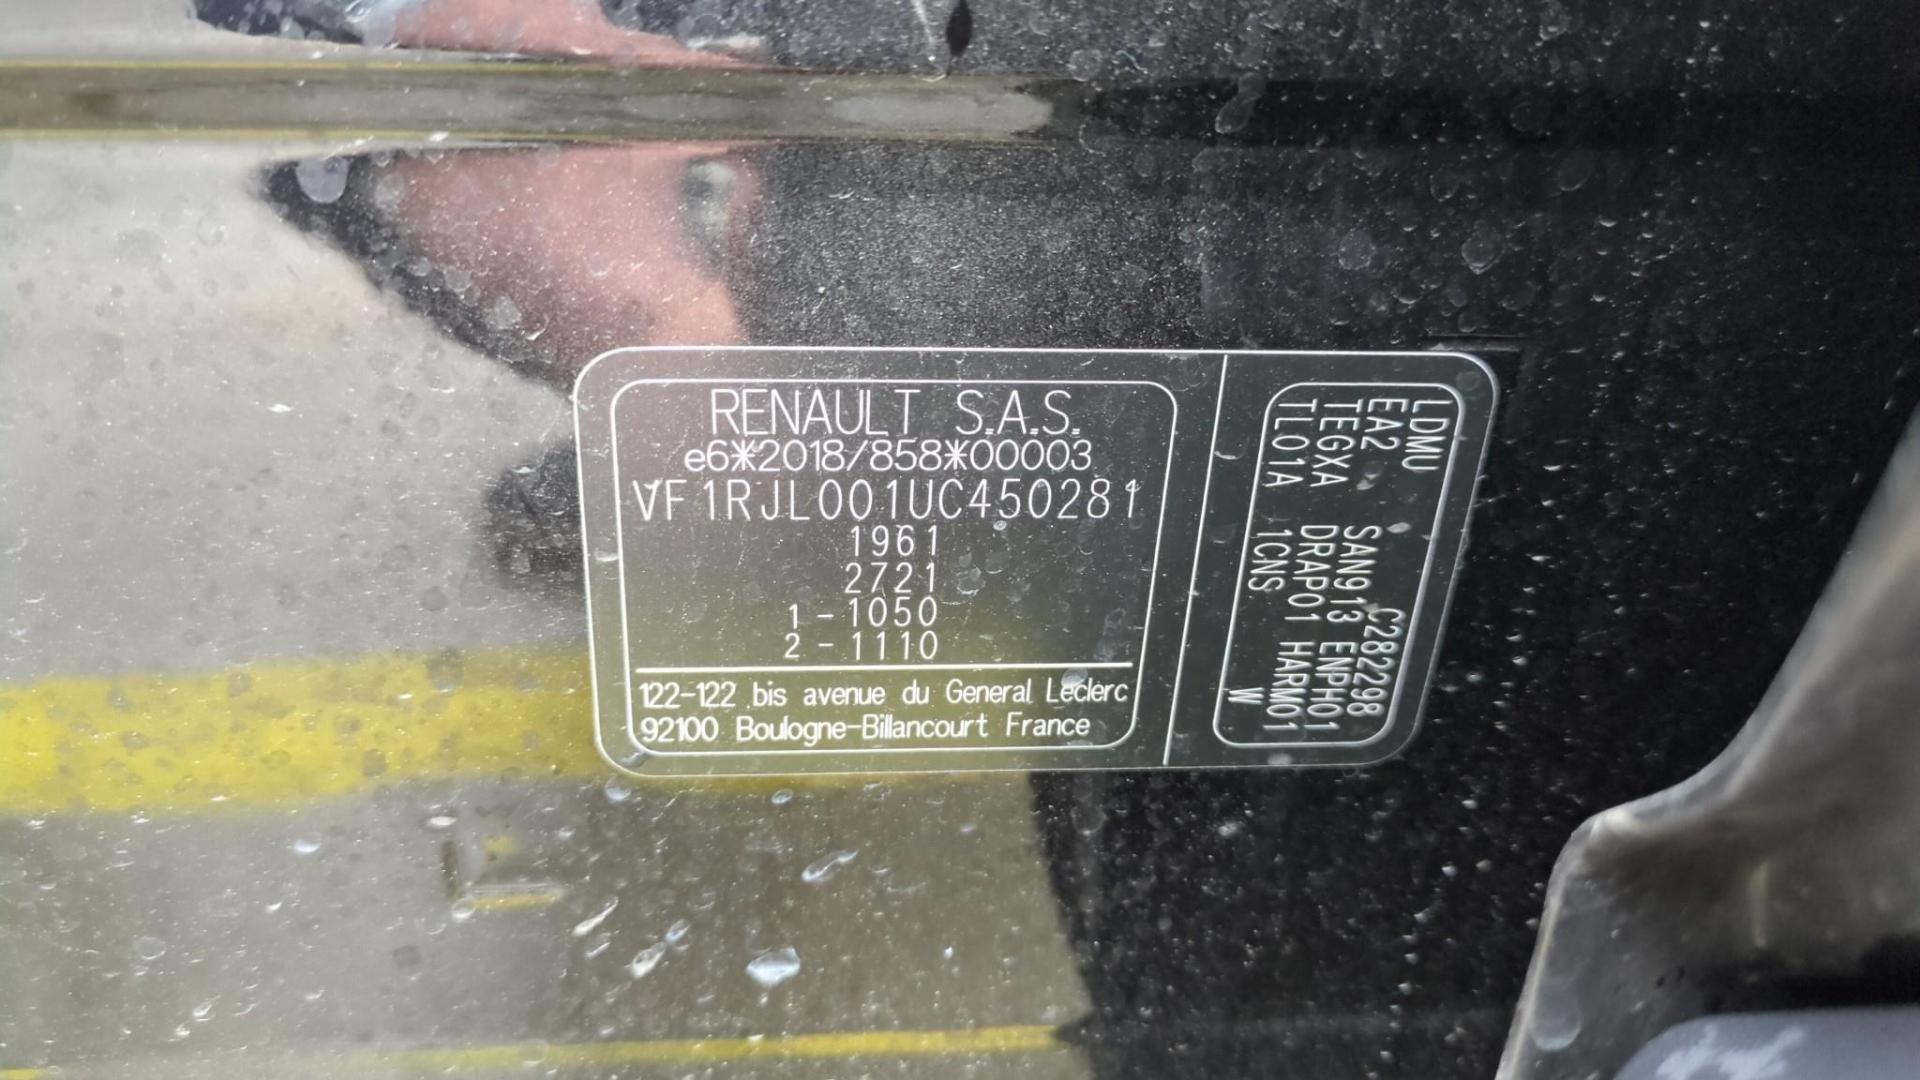 RENAULT S.A.S.
e6*2018/858*00003
VF1RJL001UC450281
1961
2721
1-1050
2-1110
122-122 bis avenue du General Leclerc
92100 Boulogne-Billancourt France
LDMU C282298
EA2 SAN913 ENPH01
TEGXA DRAP01 HARM01
TL01A 1CNS W